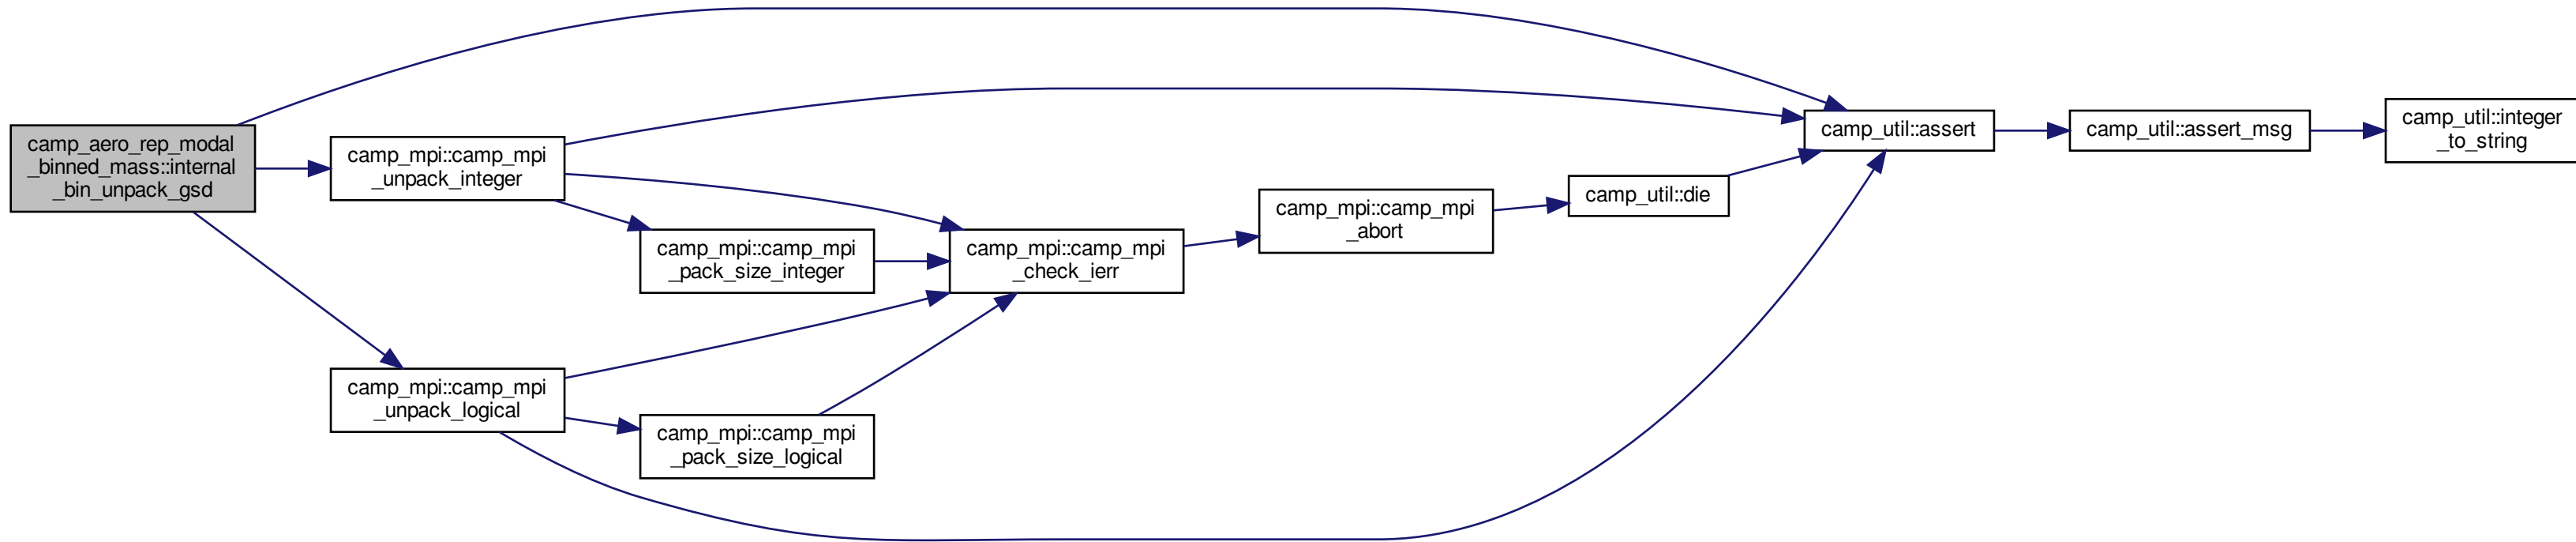 camp_aero_rep_modal
_binned_mass::internal
_bin_unpack_gsd
camp_mpi::camp_mpi
_unpack_integer
camp_mpi::camp_mpi
_unpack_logical
camp_mpi::camp_mpi
_pack_size_integer
camp_mpi::camp_mpi
_pack_size_logical
camp_mpi::camp_mpi
_check_ierr
camp_mpi::camp_mpi
_abort
camp_util::die
camp_util::assert
camp_util::assert_msg
camp_util::integer
_to_string